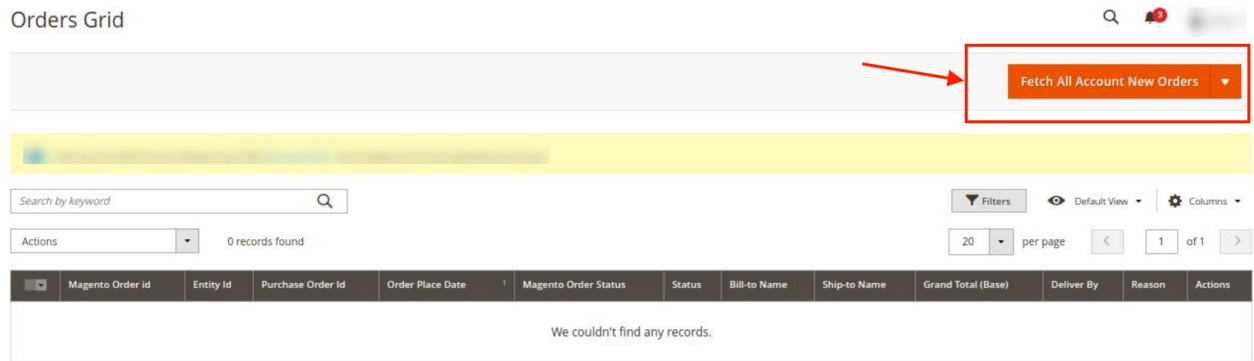 Orders Grid
3
Fetch All Account New Orders
Search by keyword
Filters
Default View
Columns
Actions
0 records found
20
per page
1
of 1
Magento Order id Entity Id Purchase Order Id Order Place Date ↑ Magento Order Status Status Bill-to Name Ship-to Name Grand Total (Base) Deliver By Reason Actions
We couldn't find any records.